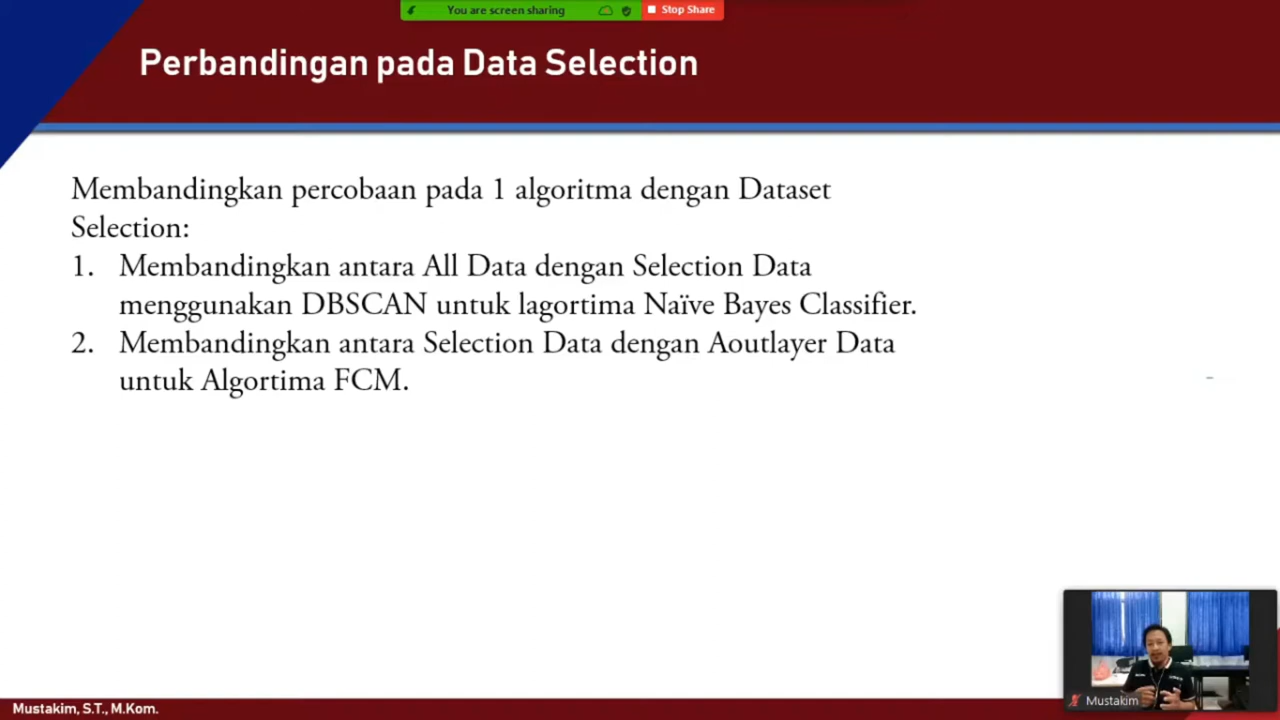 You are screen sharing
Stop Share
Perbandingan pada Data Selection
Membandingkan percobaan pada 1 algoritma dengan Dataset
Selection:
1. Membandingkan antara All Data dengan Selection Data
menggunakan DBSCAN untuk lagortima Naïve Bayes Classifier.
2. Membandingkan antara Selection Data dengan Aoutlayer Data
untuk Algortima FCM.
Mustakim
Mustakim, S.T., M.Kom.